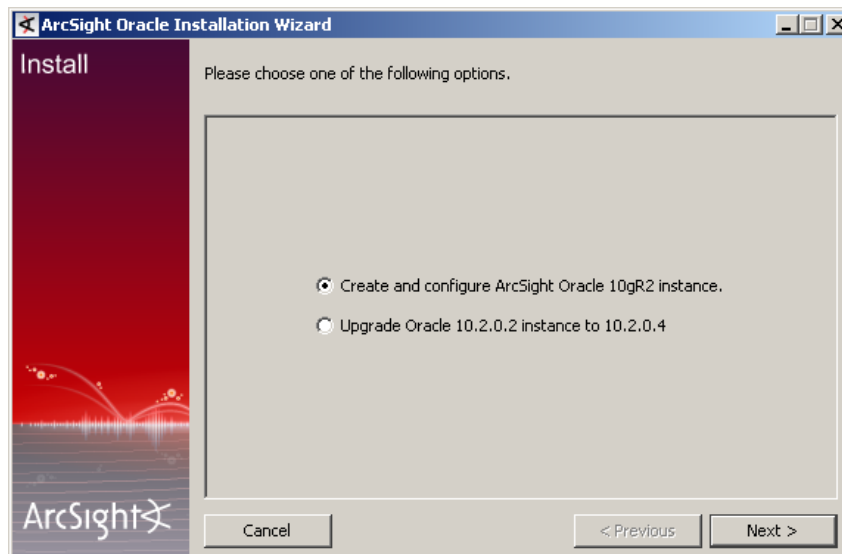 ArcSight Oracle Installation Wizard
Install
Please choose one of the following options.
Create and configure ArcSight Oracle 10gR2 instance.
Upgrade Oracle 10.2.0.2 instance to 10.2.0.4
ArcSight
Cancel
< Previous
Next >